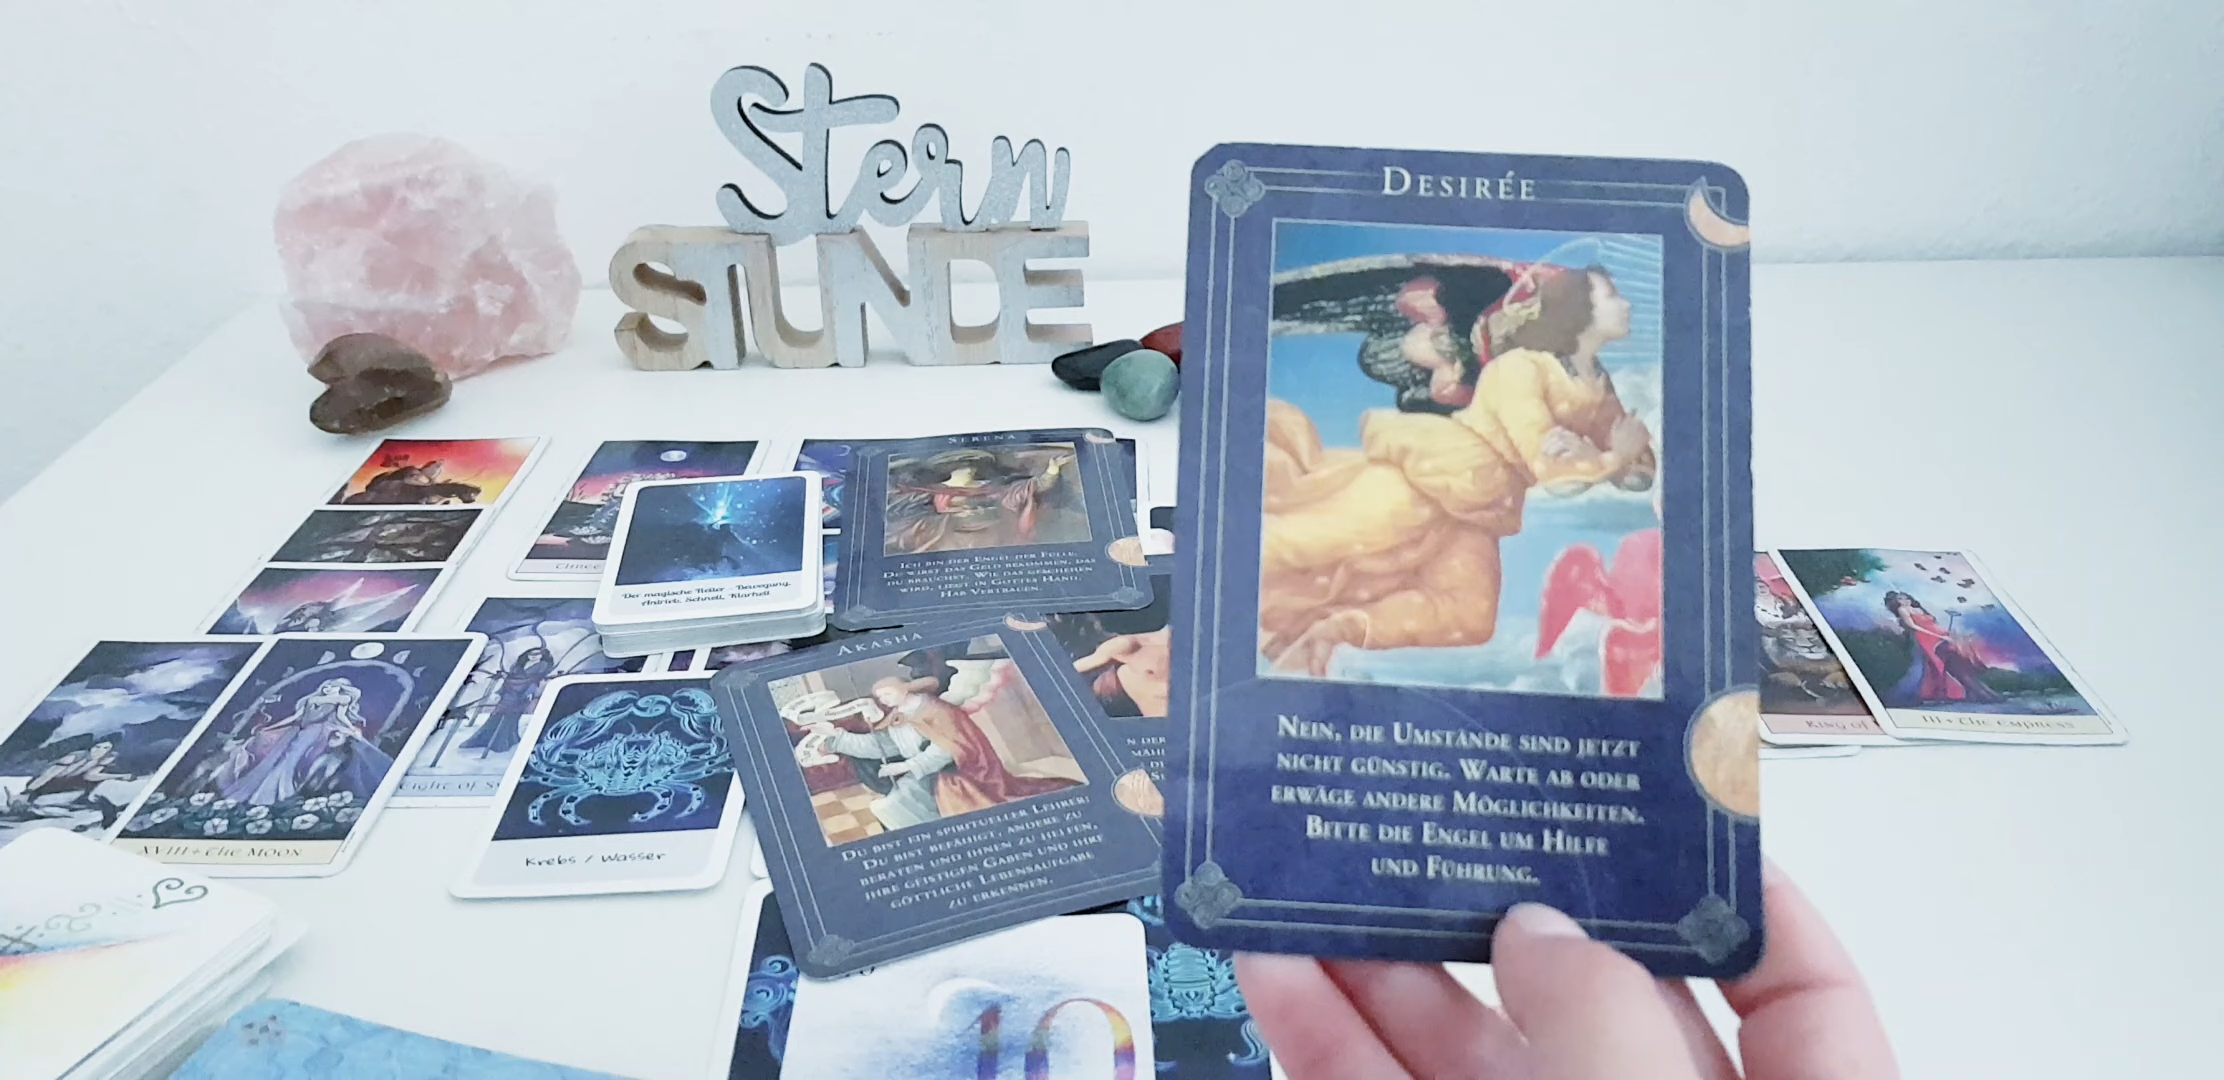 Stern
STUNDE
DESIRÉE
NEIN, DIE UMSTÄNDE SIND JETZT
NICHT GÜNSTIG. WARTE AB ODER
ERWÄGE ANDERE MÖGLICHKEITEN.
BITTE DIE ENGEL UM HILFE
UND FÜHRUNG.
SERENA
ICH BIN DER ENGEL DER FÜLLE.
DU WIRST DAS GELD BEKOMMEN, DAS
DU BRAUCHST. WIE DAS GESCHEHEN
WIRD, LIEGT IN GOTTES HAND.
HAB VERTRAUEN.
Der magische Reiter - Bewegung,
Antrieb, Schnell, Klarheit
THREE
AKASHA
DU BIST EIN SPIRITUELLER LEHRER!
DU BIST BEFÄHIGT, ANDERE ZU
BERATEN UND IHNEN ZU HELFEN,
IHRE GEISTIGEN GABEN UND IHRE
GÖTTLICHE LEBENSAUFGABE
ZU ERKENNEN.
KING OF
III • THE EMPRESS
EIGHT OF
XVIII • THE MOON
Krebs / Wasser
10